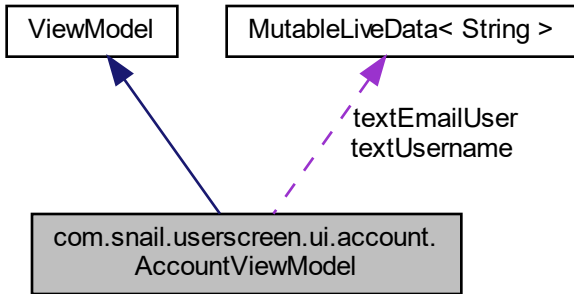 ViewModel
MutableLiveData< String >
textEmailUser
textUsername
com.snail.userscreen.ui.account.
AccountViewModel